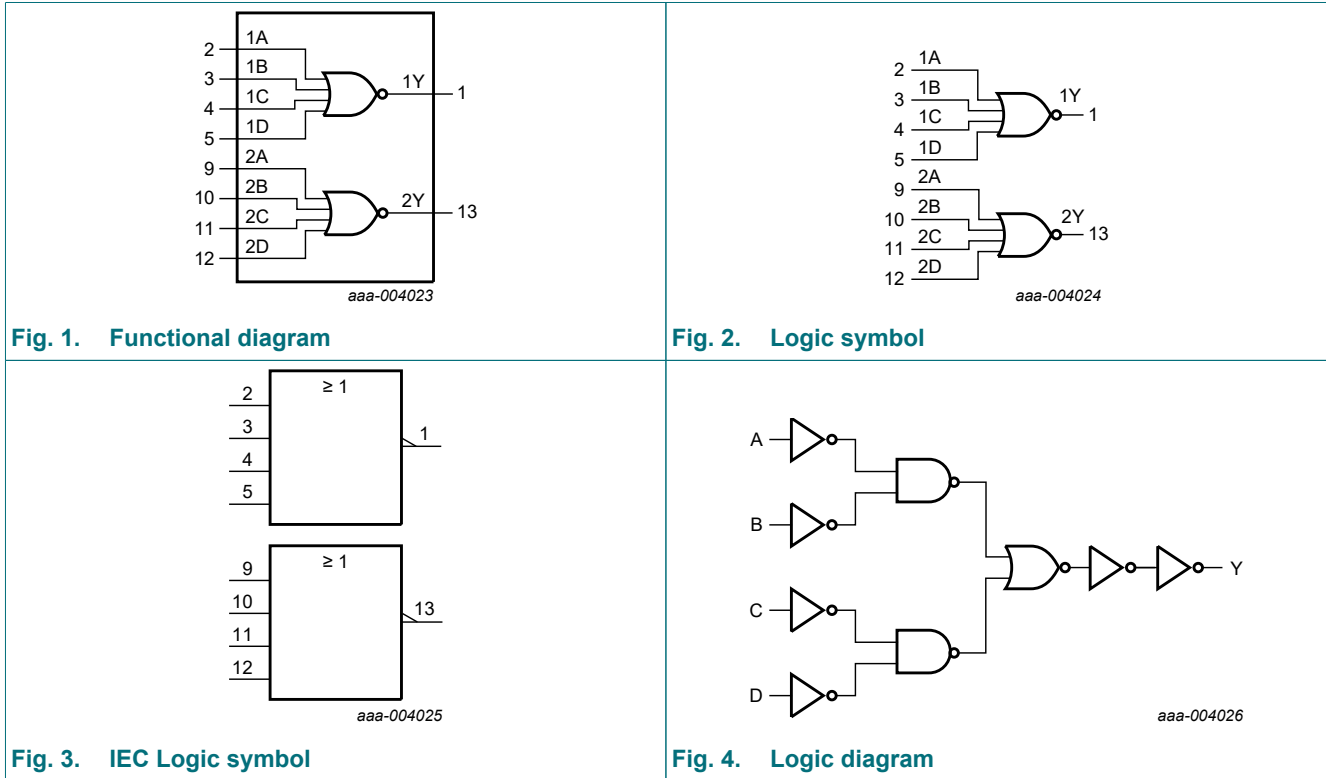 2 1A
3 1B
4 1C
5 1D
1Y 1
9 2A
10 2B
11 2C
12 2D
2Y 13
aaa-004023
Fig. 1. Functional diagram
2 1A
3 1B
4 1C
5 1D
1Y 1
9 2A
10 2B
11 2C
12 2D
2Y 13
aaa-004024
Fig. 2. Logic symbol
≥ 1
2
3
4
5
1
≥ 1
9
10
11
12
13
aaa-004025
Fig. 3. IEC Logic symbol
A
B
C
D
Y
aaa-004026
Fig. 4. Logic diagram